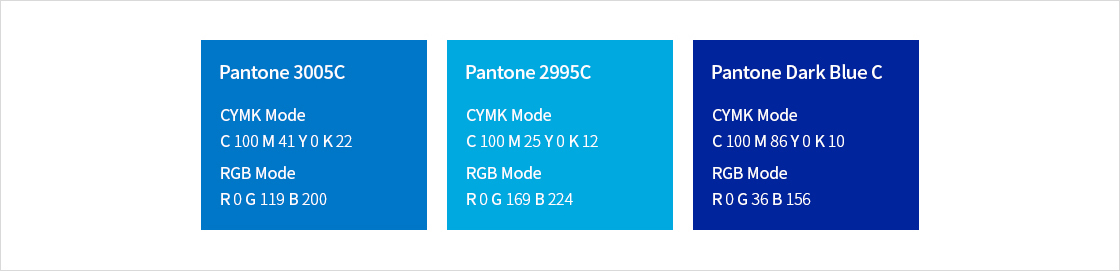 Pantone 3005C
CYMK Mode
C 100 M 41 Y 0 K 22
RGB Mode
R 0 G 119 B 200
Pantone 2995C
CYMK Mode
C 100 M 25 Y 0 K 12
RGB Mode
R 0 G 169 B 224
Pantone Dark Blue C
CYMK Mode
C 100 M 86 Y 0 K 10
RGB Mode
R 0 G 36 B 156